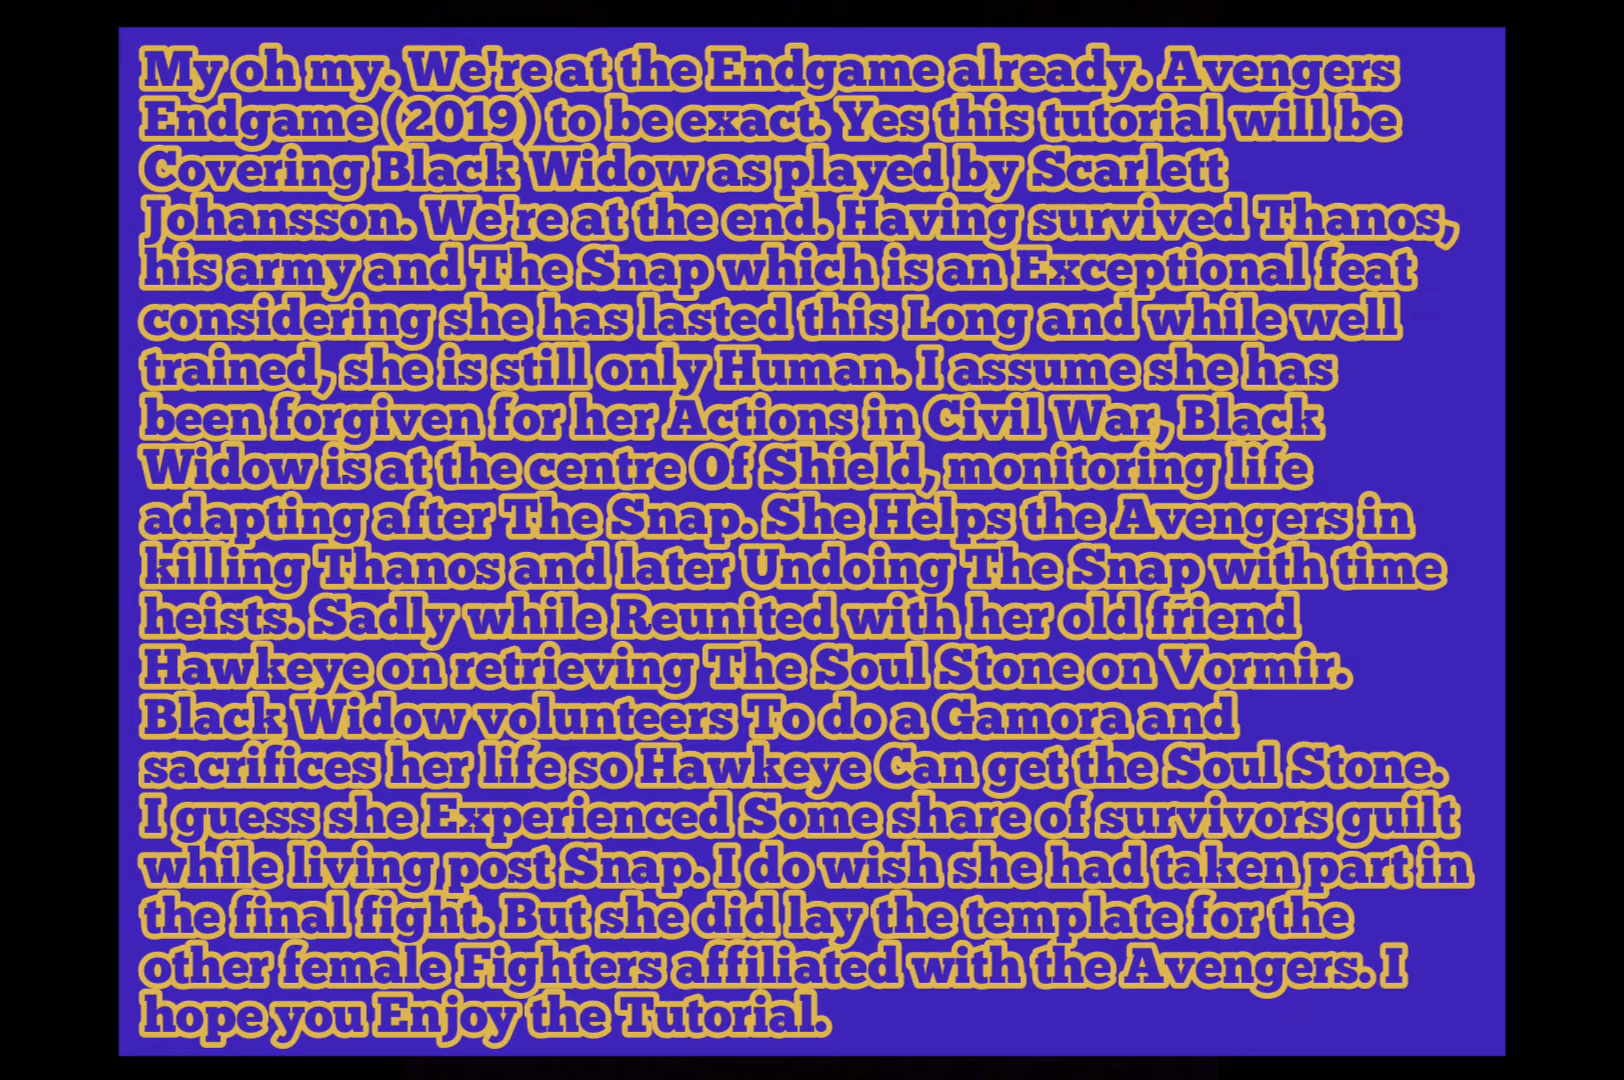 My oh my. We're at the Endgame already. Avengers
Endgame (2019) to be exact. Yes this tutorial will be
Covering Black Widow as played by Scarlett
Johansson. We're at the end. Having survived Thanos,
his army and The Snap which is an Exceptional feat
considering she has lasted this Long and while well
trained, she is still only Human. I assume she has
been forgiven for her Actions in Civil War, Black
Widow is at the centre Of Shield, monitoring life
adapting after The Snap. She Helps the Avengers in
killing Thanos and later Undoing The Snap with time
heists. Sadly while Reunited with her old friend
Hawkeye on retrieving The Soul Stone on Vormir.
Black Widow volunteers To do a Gamora and
sacrifices her life so Hawkeye Can get the Soul Stone.
I guess she Experienced Some share of survivors guilt
while living post Snap. I do wish she had taken part in
the final fight. But she did lay the template for the
other female Fighters affiliated with the Avengers. I
hope you Enjoy the Tutorial.